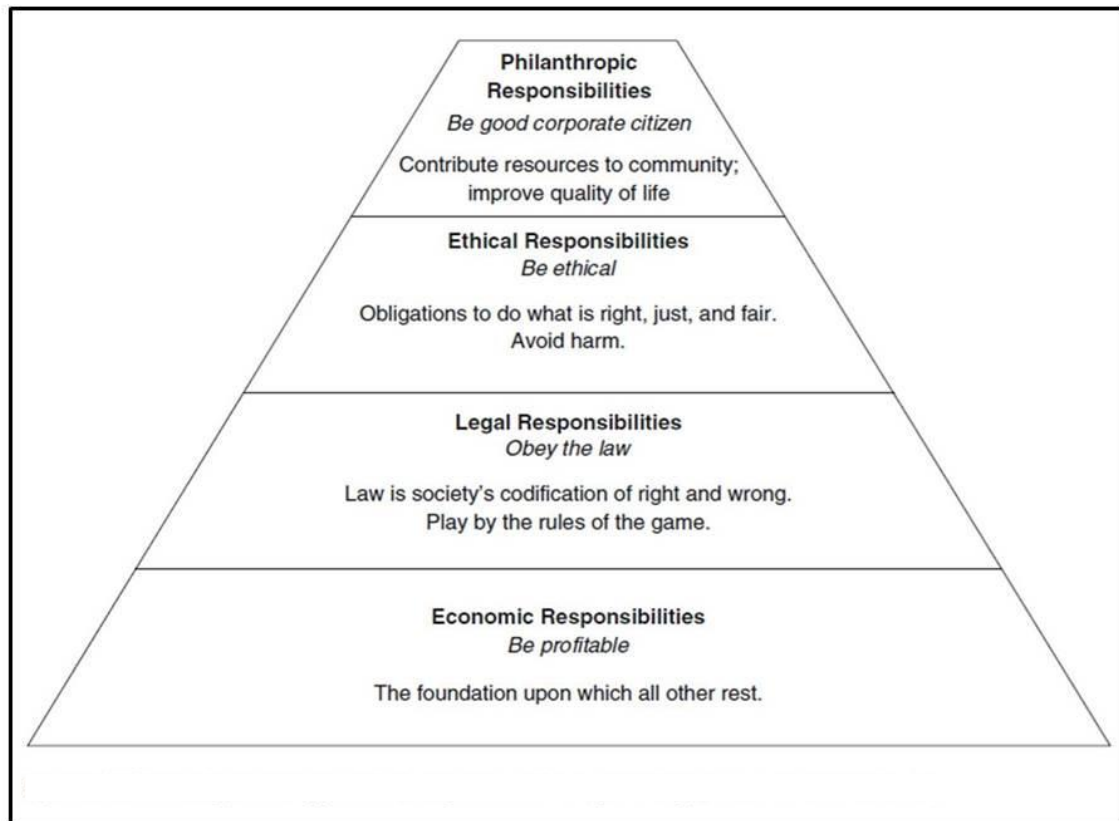 Philanthropic
Responsibilities
Be good corporate citizen
Contribute resources to community;
improve quality of life
Ethical Responsibilities
Be ethical
Obligations to do what is right, just, and fair.
Avoid harm.
Legal Responsibilities
Obey the law
Law is society's codification of right and wrong.
Play by the rules of the game.
Economic Responsibilities
Be profitable
The foundation upon which all other rest.